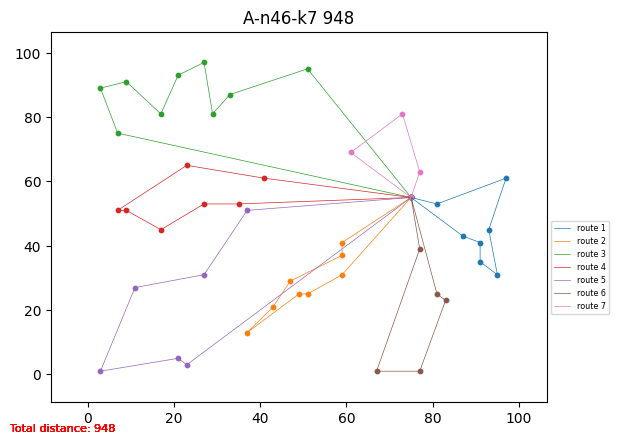 A-n46-k7 948
100
80
60
40
20
0
0 20 40 60 80 100
route 1
route 2
route 3
route 4
route 5
route 6
route 7
Total distance: 948